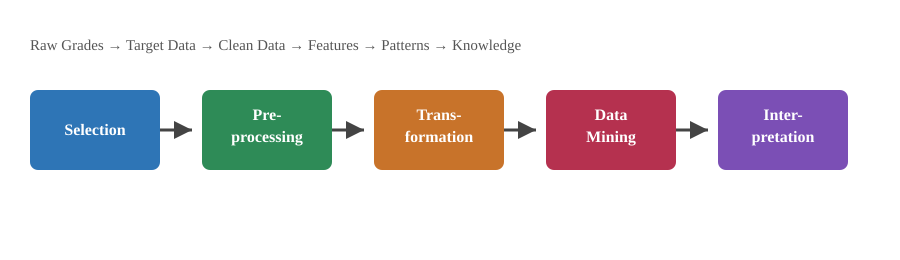 Raw Grades → Target Data → Clean Data → Features → Patterns → Knowledge
Selection
Pre-
processing
Trans-
formation
Data
Mining
Inter-
pretation